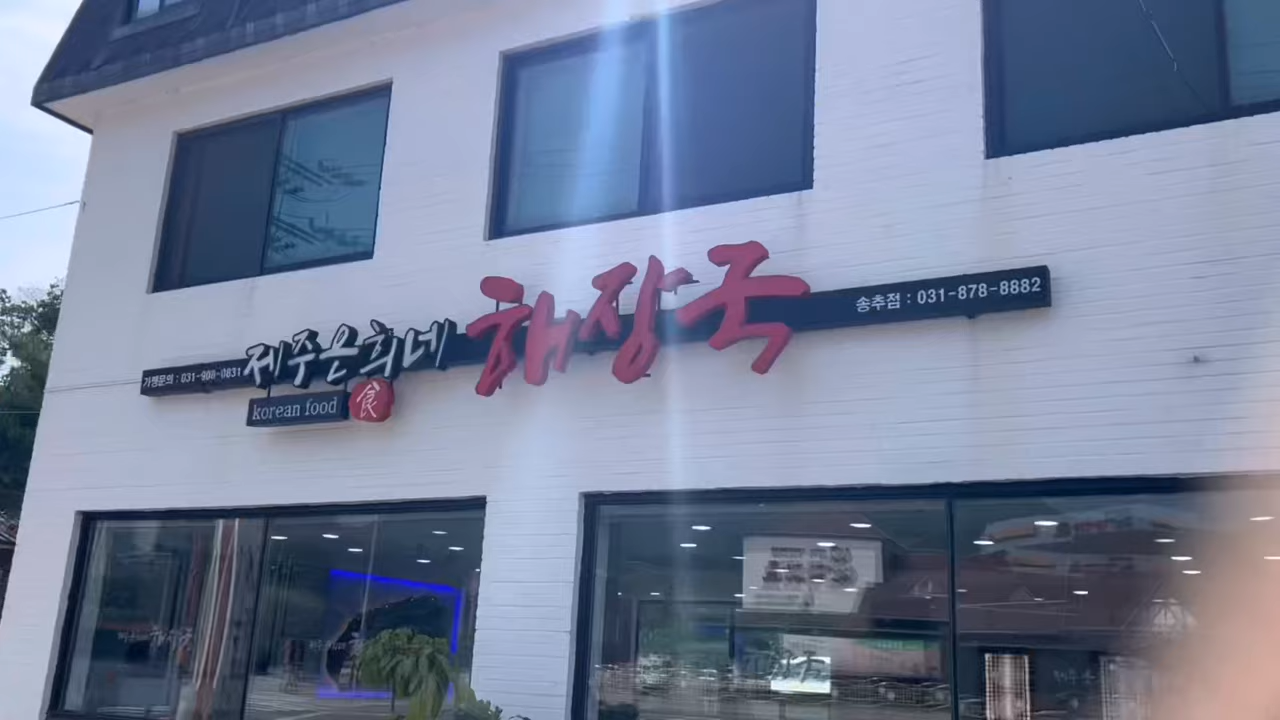 가맹문의 : 031-908-0831
제주은희네 해장국
송추점 : 031-878-8882
korean food 食